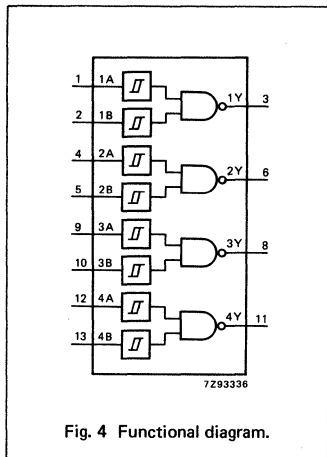 1 1A 1Y 3
2 1B
4 2A 2Y 6
5 2B
9 3A 3Y 8
10 3B
12 4A 4Y 11
13 4B
7Z93336
Fig. 4 Functional diagram.